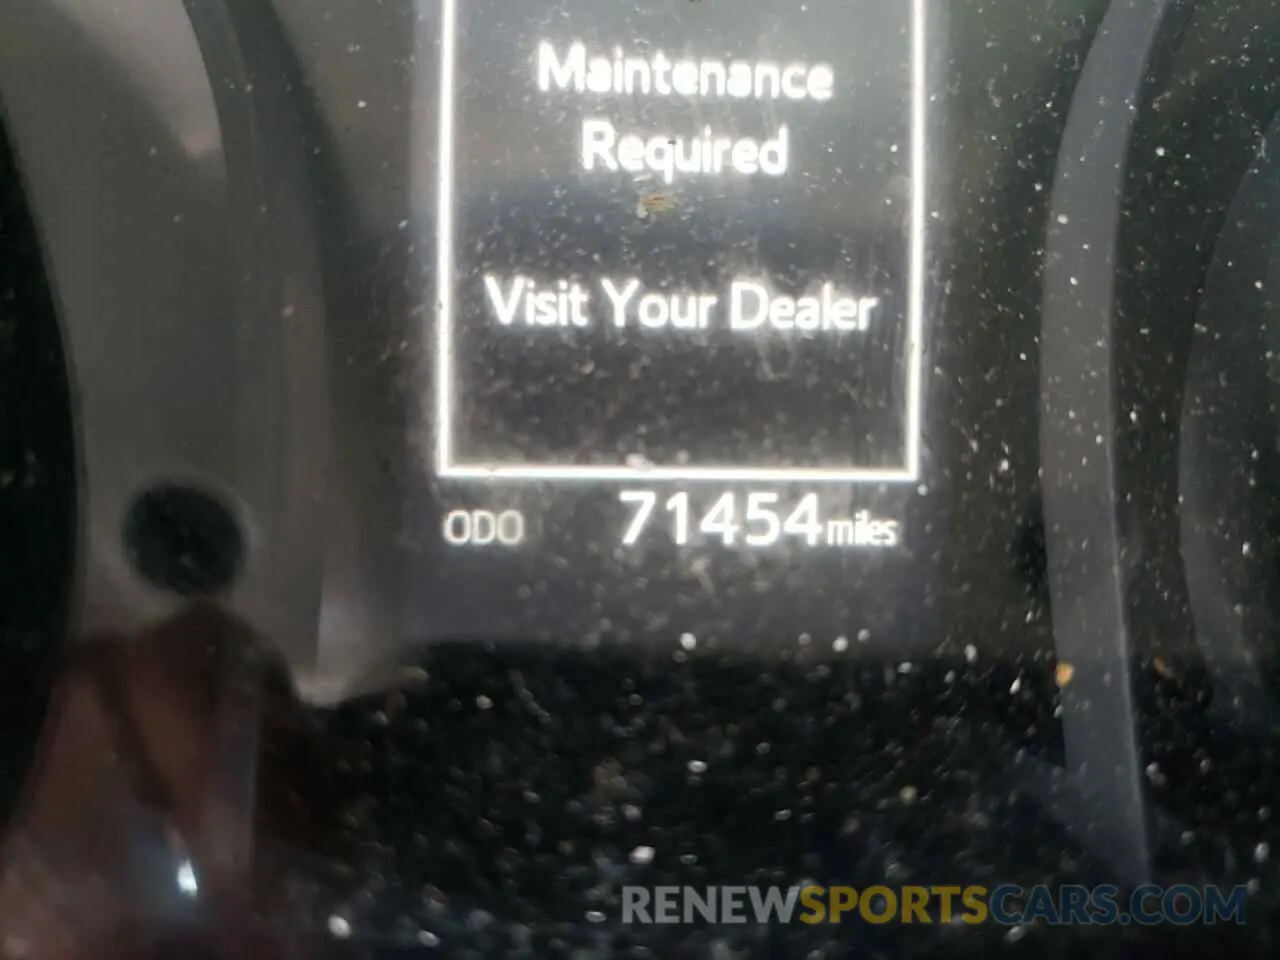 Maintenance
Required
Visit Your Dealer
ODO 71454 miles
RENEWSPORTSCARS.COM